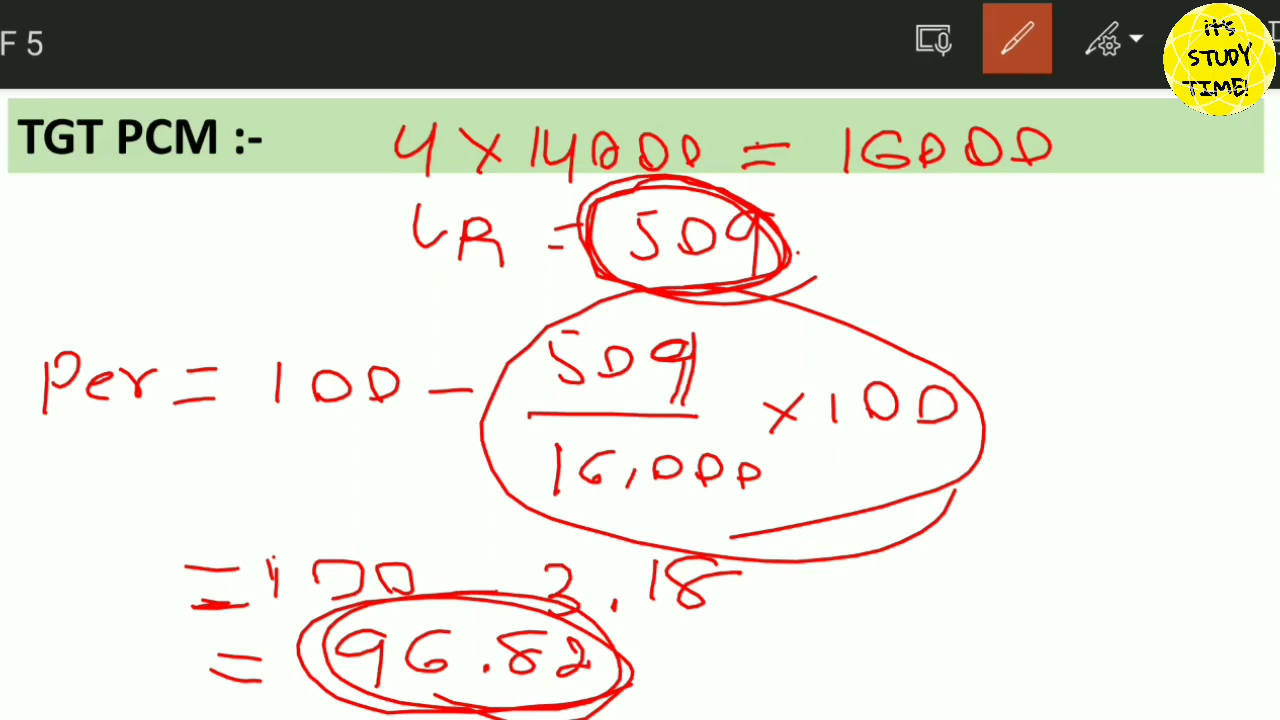 F 5
it's
STUDY
TIME!
TGT PCM :- 4 x 14000 = 16000
LR = 509.
Per = 100 - 509/16,000 x 100
= 100 - 3.18
= 96.82